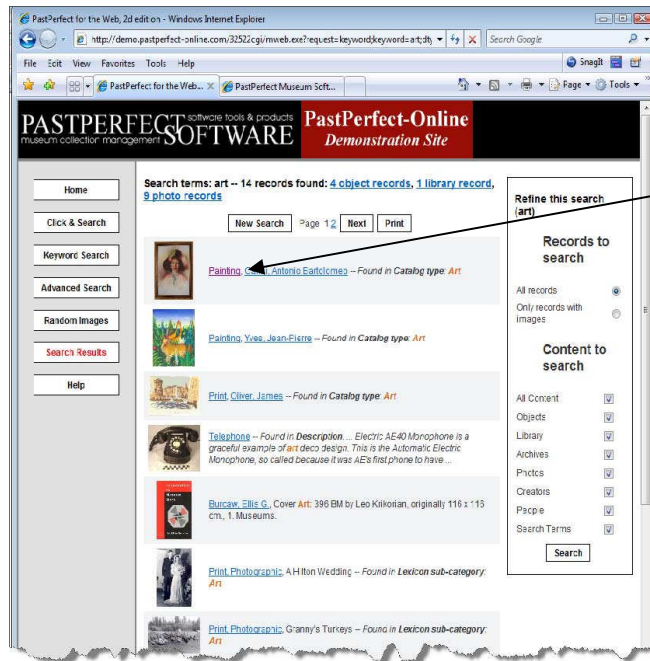 PastPerfect for the Web, 2d edition - Windows Internet Explorer
http://demo.pastperfect-online.com/32522cgi/mweb.exe?request=keyword;keyword=art;dty
Search Google
File Edit View Favorites Tools Help
SnagIt
PastPerfect for the Web... X
PastPerfect Museum Soft...
Page Tools
PASTPERFECT SOFTWARE
software tools & products
museum collection management
PastPerfect-Online
Demonstration Site
Home
Click & Search
Keyword Search
Advanced Search
Random Images
Search Results
Help
Search terms: art -- 14 records found: 4 object records, 1 library record,
9 photo records
New Search Page 1 2 Next Print
Painting, Antonio Bartolomeo -- Found in Catalog type: Art
Painting, Yves, Jean-Pierre -- Found in Catalog type: Art
Print, Oliver, James -- Found in Catalog type: Art
Telephone -- Found in Description. ... Electric AE40 Monophone is a
graceful example of art deco design. This is the Automatic Electric
Monophone, so called because it was AE's first phone to have ...
Burcaw, Ellis G., Cover Art: 396 BM by Leo Krikorian, originally 116 x 116
cm., 1. Museums.
Print, Photographic, A Hilton Wedding -- Found in Lexicon sub-category:
Art
Print, Photographic, Granny's Turkeys -- Found in Lexicon sub-category:
Art
Refine this search
(art)
Records to
search
All records
Only records with
images
Content to
search
All Content
Objects
Library
Archives
Photos
Creators
People
Search Terms
Search